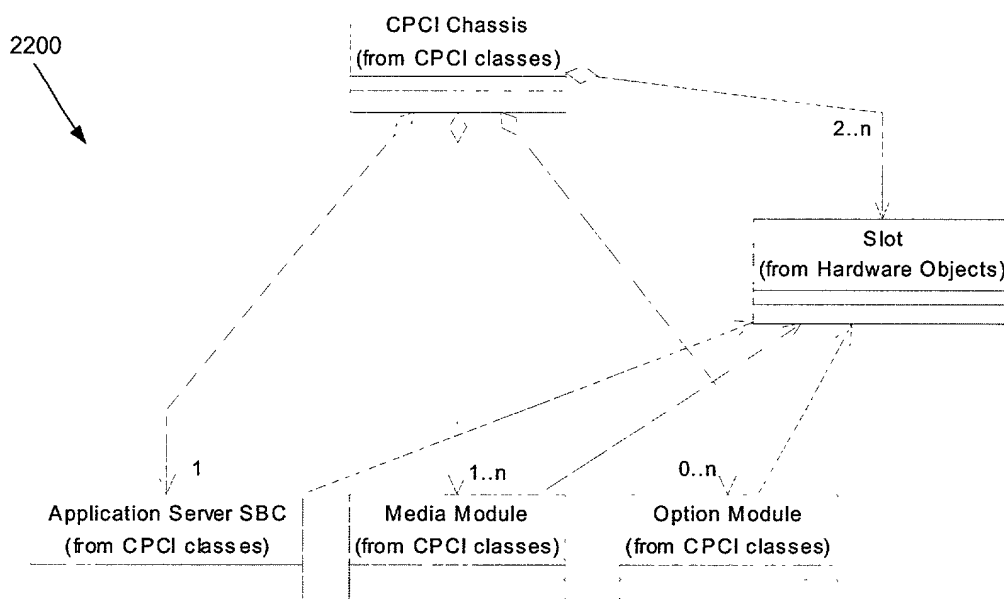 2200
CPCI Chassis
(from CPCI classes)
2..n
Slot
(from Hardware Objects)
1
1..n
0..n
Application Server SBC
(from CPCI classes)
Media Module
(from CPCI classes)
Option Module
(from CPCI classes)